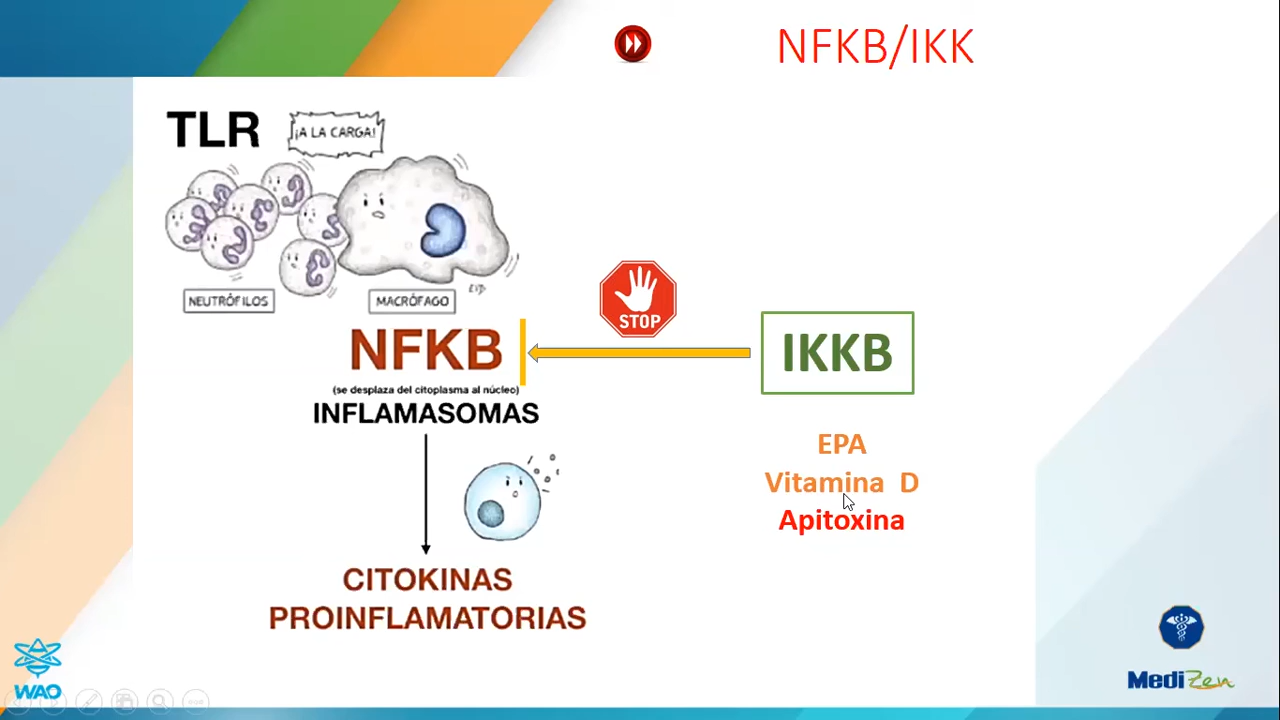 NFKB/IKK
TLR
¡A LA CARGA!
NEUTRÓFILOS
MACRÓFAGO
EVP.
STOP
NFKB
IKKB
(se desplaza del citoplasma al núcleo)
INFLAMASOMAS
EPA
Vitamina D
Apitoxina
CITOKINAS
PROINFLAMATORIAS
WAO
MediZen